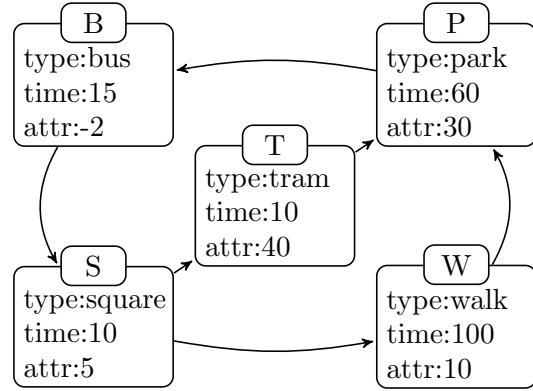 B
type:bus
time:15
attr:-2
P
type:park
time:60
attr:30
T
type:tram
time:10
attr:40
S
type:square
time:10
attr:5
W
type:walk
time:100
attr:10